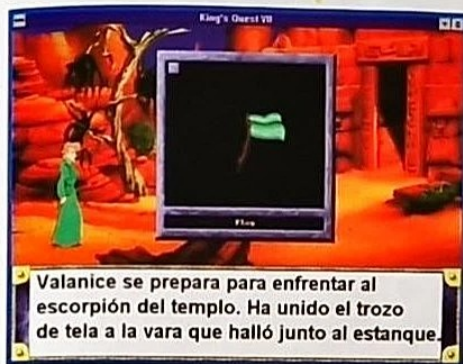 King's Quest VII
Flag
Valanice se prepara para enfrentar al
escorpión del templo. Ha unido el trozo
de tela a la vara que halló junto al estanque.